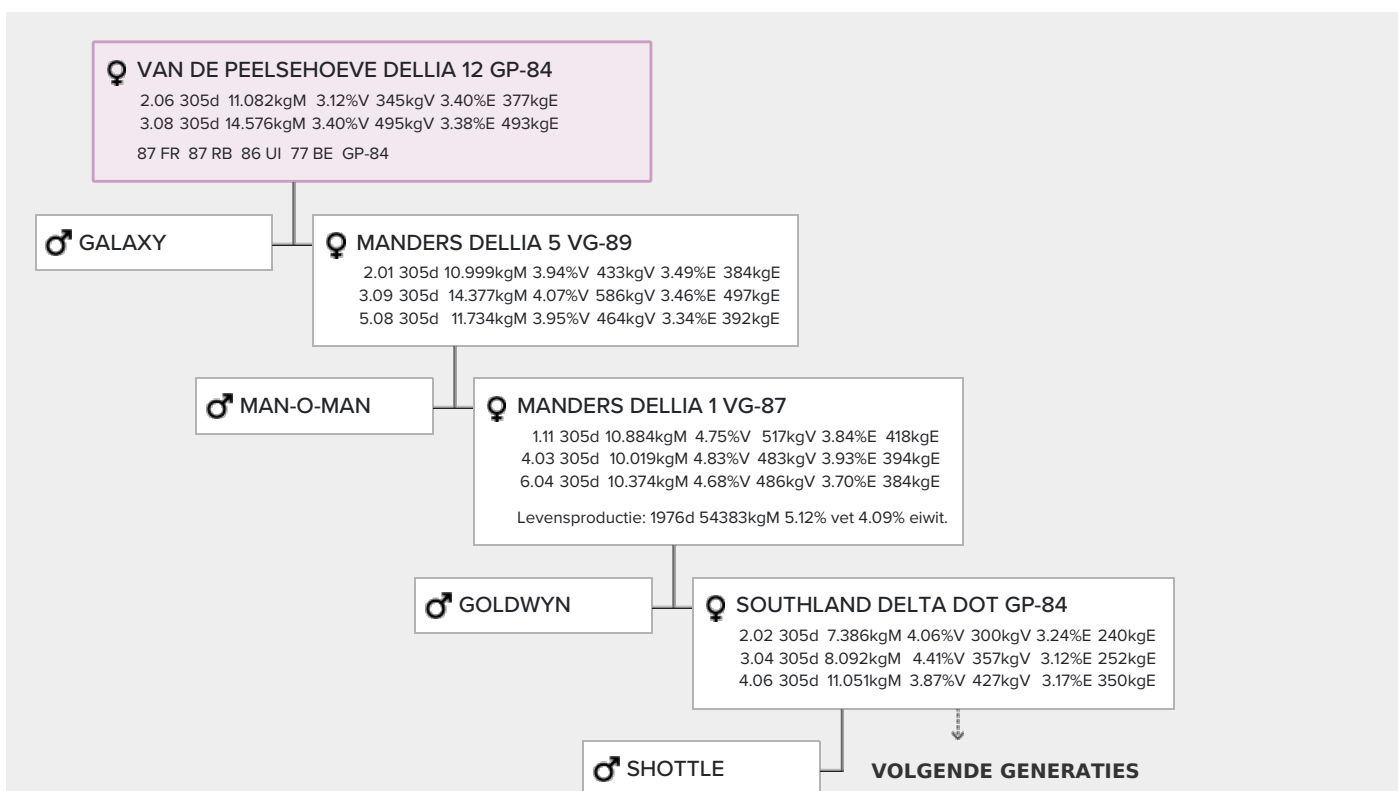 VAN DE PEELSEHOEVE DELLIA 12 GP-84
2.06 305d 11.082kgM 3.12%V 345kgV 3.40%E 377kgE
3.08 305d 14.576kgM 3.40%V 495kgV 3.38%E 493kgE
87 FR 87 RB 86 UI 77 BE GP-84
GALAXY
MANDERS DELLIA 5 VG-89
2.01 305d 10.999kgM 3.94%V 433kgV 3.49%E 384kgE
3.09 305d 14.377kgM 4.07%V 586kgV 3.46%E 497kgE
5.08 305d 11.734kgM 3.95%V 464kgV 3.34%E 392kgE
MAN-O-MAN
MANDERS DELLIA 1 VG-87
1.11 305d 10.884kgM 4.75%V 517kgV 3.84%E 418kgE
4.03 305d 10.019kgM 4.83%V 483kgV 3.93%E 394kgE
6.04 305d 10.374kgM 4.68%V 486kgV 3.70%E 384kgE
Levensproductie: 1976d 54383kgM 5.12% vet 4.09% eiwit.
GOLDWYN
SOUTHLAND DELTA DOT GP-84
2.02 305d 7.386kgM 4.06%V 300kgV 3.24%E 240kgE
3.04 305d 8.092kgM 4.41%V 357kgV 3.12%E 252kgE
4.06 305d 11.051kgM 3.87%V 427kgV 3.17%E 350kgE
SHOTTLE
VOLGENDE GENERATIES